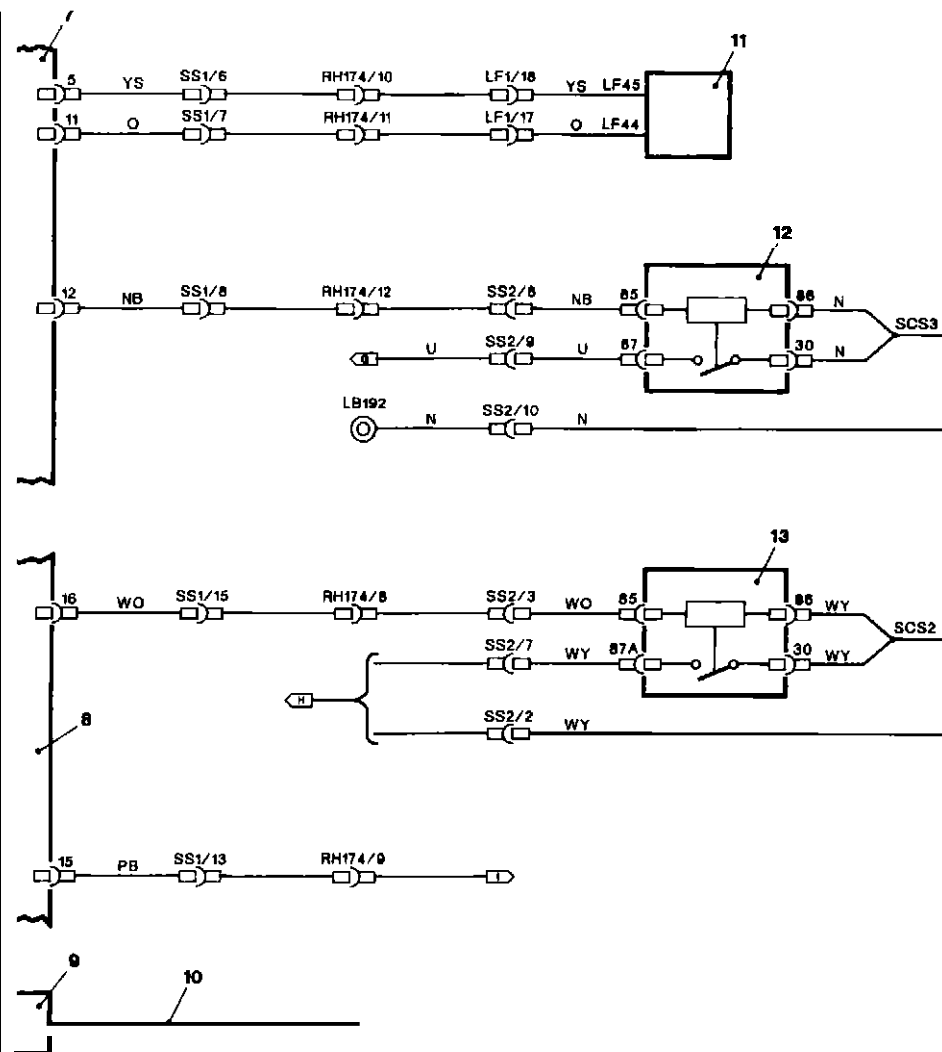 7
11
5 YS SS1/6 RH174/10 LF1/18 YS LF45
11 O SS1/7 RH174/11 LF1/17 O LF44
12
12 NB SS1/8 RH174/12 SS2/8 NB 85 86 N
SCS3
U SS2/9 U 87 30 N
LB192
N SS2/10 N
13
16 WO SS1/15 RH174/8 SS2/3 WO 85 86 WY
SCS2
SS2/7 WY 87A 30 WY
H
8
SS2/2 WY
15 PB SS1/13 RH174/9
9
10